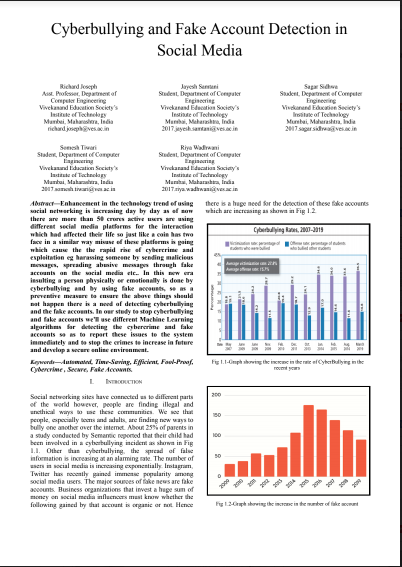 Cyberbullying and Fake Account Detection in
Social Media
Richard Joseph
Asst. Professor, Department of
Computer Engineering
Vivekanand Education Society's
Institute of Technology
Mumbai, Maharashtra, India
richard.joseph@ves.ac.in
Jayesh Samtani
Student, Department of Computer
Engineering
Vivekanand Education Society's
Institute of Technology
Mumbai, Maharashtra, India
2017.jayesh.samtani@ves.ac.in
Sagar Sidhwa
Student, Department of Computer
Engineering
Vivekanand Education Society's
Institute of Technology
Mumbai, Maharashtra, India
2017.sagar.sidhwa@ves.ac.in
Somesh Tiwari
Student, Department of Computer
Engineering
Vivekanand Education Society's
Institute of Technology
Mumbai, Maharashtra, India
2017.somesh.tiwari@ves.ac.in
Riya Wadhwani
Student, Department of Computer
Engineering
Vivekanand Education Society's
Institute of Technology
Mumbai, Maharashtra, India
2017.riya.wadhwani@ves.ac.in
Abstract—Enhancement in the technology trend of using
social networking is increasing day by day as of now
there are more than 50 crores active users are using
different social media platforms for the interaction
which had affected their life so just like a coin has two
face in a similar way misuse of these platforms is going
which cause the the rapid rise of cybercrime and
exploitation eg harassing someone by sending malicious
messages, spreading abusive messages through fake
accounts on the social media etc.. In this new era
insulting a person physically or emotionally is done by
cyberbullying and by using fake accounts, so as a
preventive measure to ensure the above things should
not happen there is a need of detecting cyberbullying
and the fake accounts. In our study to stop cyberbullying
and fake accounts we'll use different Machine Learning
algorithms for detecting the cybercrime and fake
accounts so as to report these issues to the system
immediately and to stop the crimes to increase in future
and develop a secure online environment.
Keywords—Automated, Time-Saving, Efficient, Fool-Proof,
Cybercrime , Secure, Fake Accounts.
I. INTRODUCTION
Social networking sites have connected us to different parts
of the world however, people are finding illegal and
unethical ways to use these communities. We see that
people, especially teens and adults, are finding new ways to
bully one another over the internet. About 25% of parents in
a study conducted by Semantic reported that their child had
been involved in a cyberbullying incident as shown in Fig
1.1. Other than cyberbullying, the spread of false
information is increasing at an alarming rate. The number of
users in social media is increasing exponentially. Instagram,
Twitter has recently gained immense popularity among
social media users. The major sources of fake news are fake
accounts. Business organizations that invest a huge sum of
money on social media influencers must know whether the
following gained by that account is organic or not. Hence
there is a huge need for the detection of these fake accounts
which are increasing as shown in Fig 1.2.
Cyberbullying Rates, 2007-2019
Victimization rate: percentage of
students who were bullied
Offense rate: percentage of students
who bullied other students
Average victimization rate: 27.8%
Fig 1.1-Graph showing the increase in the rate of CyberBullying in the
recent years
200
150
100
50
0
2009 2010 2011 2012 2013 2014 2015 2016 2017 2018 2019
Fig 1.2-Graph showing the increase in the number of fake account